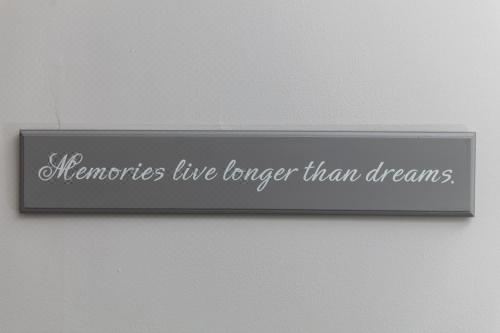 Memories live longer than dreams.